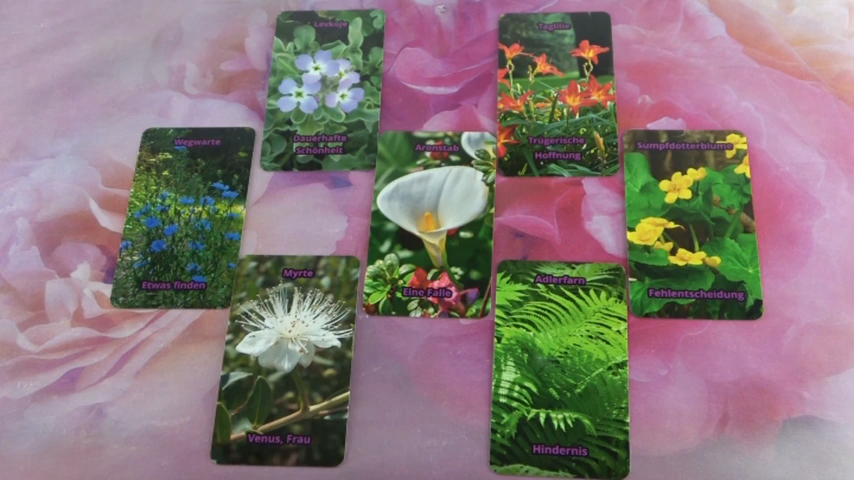 Levkoje
Dauerhafte
Schönheit
Taglilie
Trügerische
Hoffnung
Wegwarte
Etwas finden
Aronstab
Eine Falle
Sumpfdotterblume
Fehlentscheidung
Myrte
Venus, Frau
Adlerfarn
Hindernis